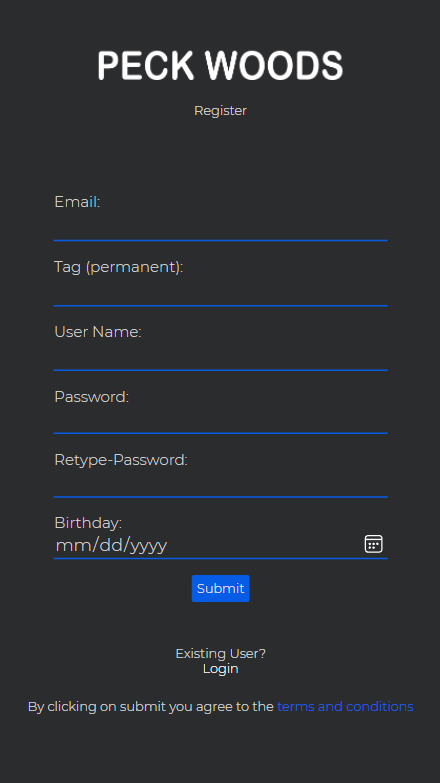 PECK WOODS
Register
Email:
Tag (permanent):
User Name:
Password:
Retype-Password:
Birthday:
mm/dd/yyyy
Submit
Existing User?
Login
By clicking on submit you agree to the terms and conditions